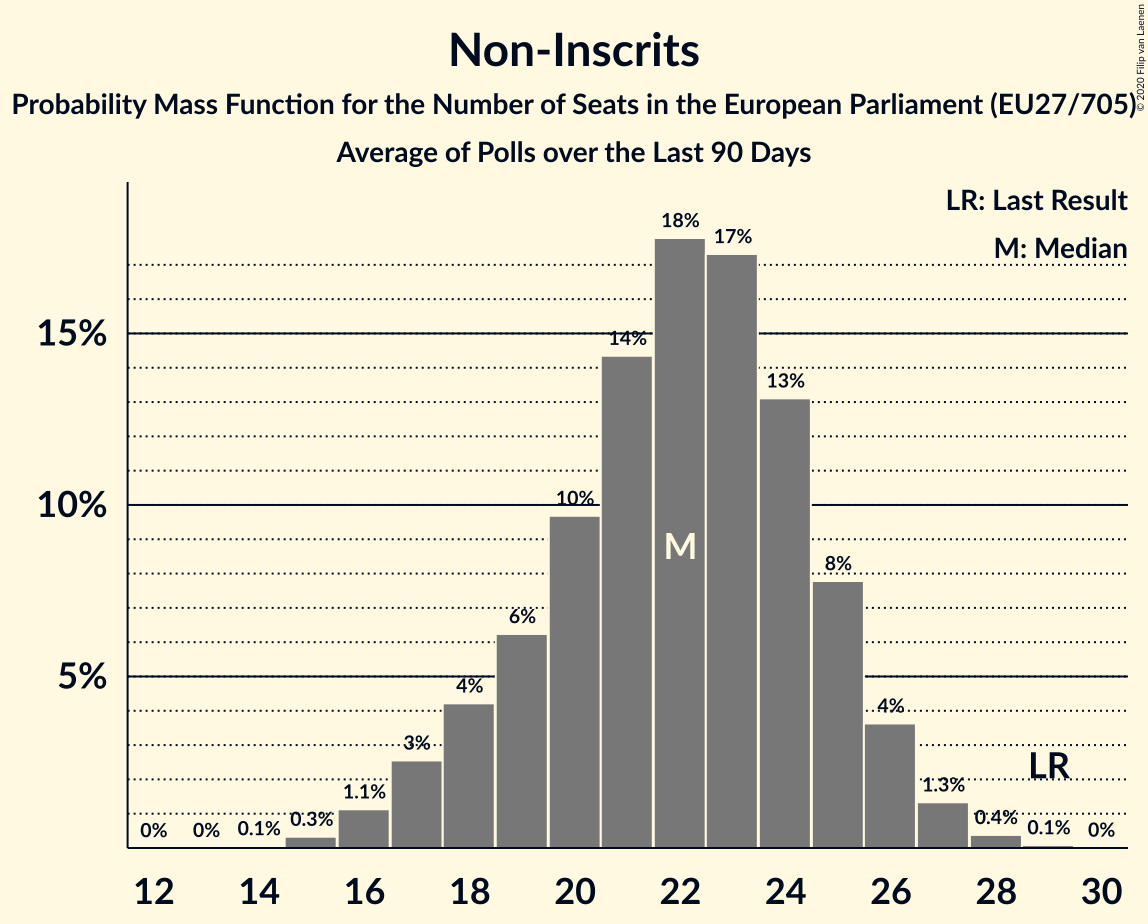 Non-Inscrits
Probability Mass Function for the Number of Seats in the European Parliament (EU27/705)
Average of Polls over the Last 90 Days
© 2020 Filip van Laenen
LR: Last Result
M: Median
15%
10%
5%
0%
0%
0.1%
0.3%
1.1%
3%
4%
6%
10%
14%
18%
17%
13%
8%
4%
1.3%
0.4%
0.1%
0%
M
LR
12 14 16 18 20 22 24 26 28 30